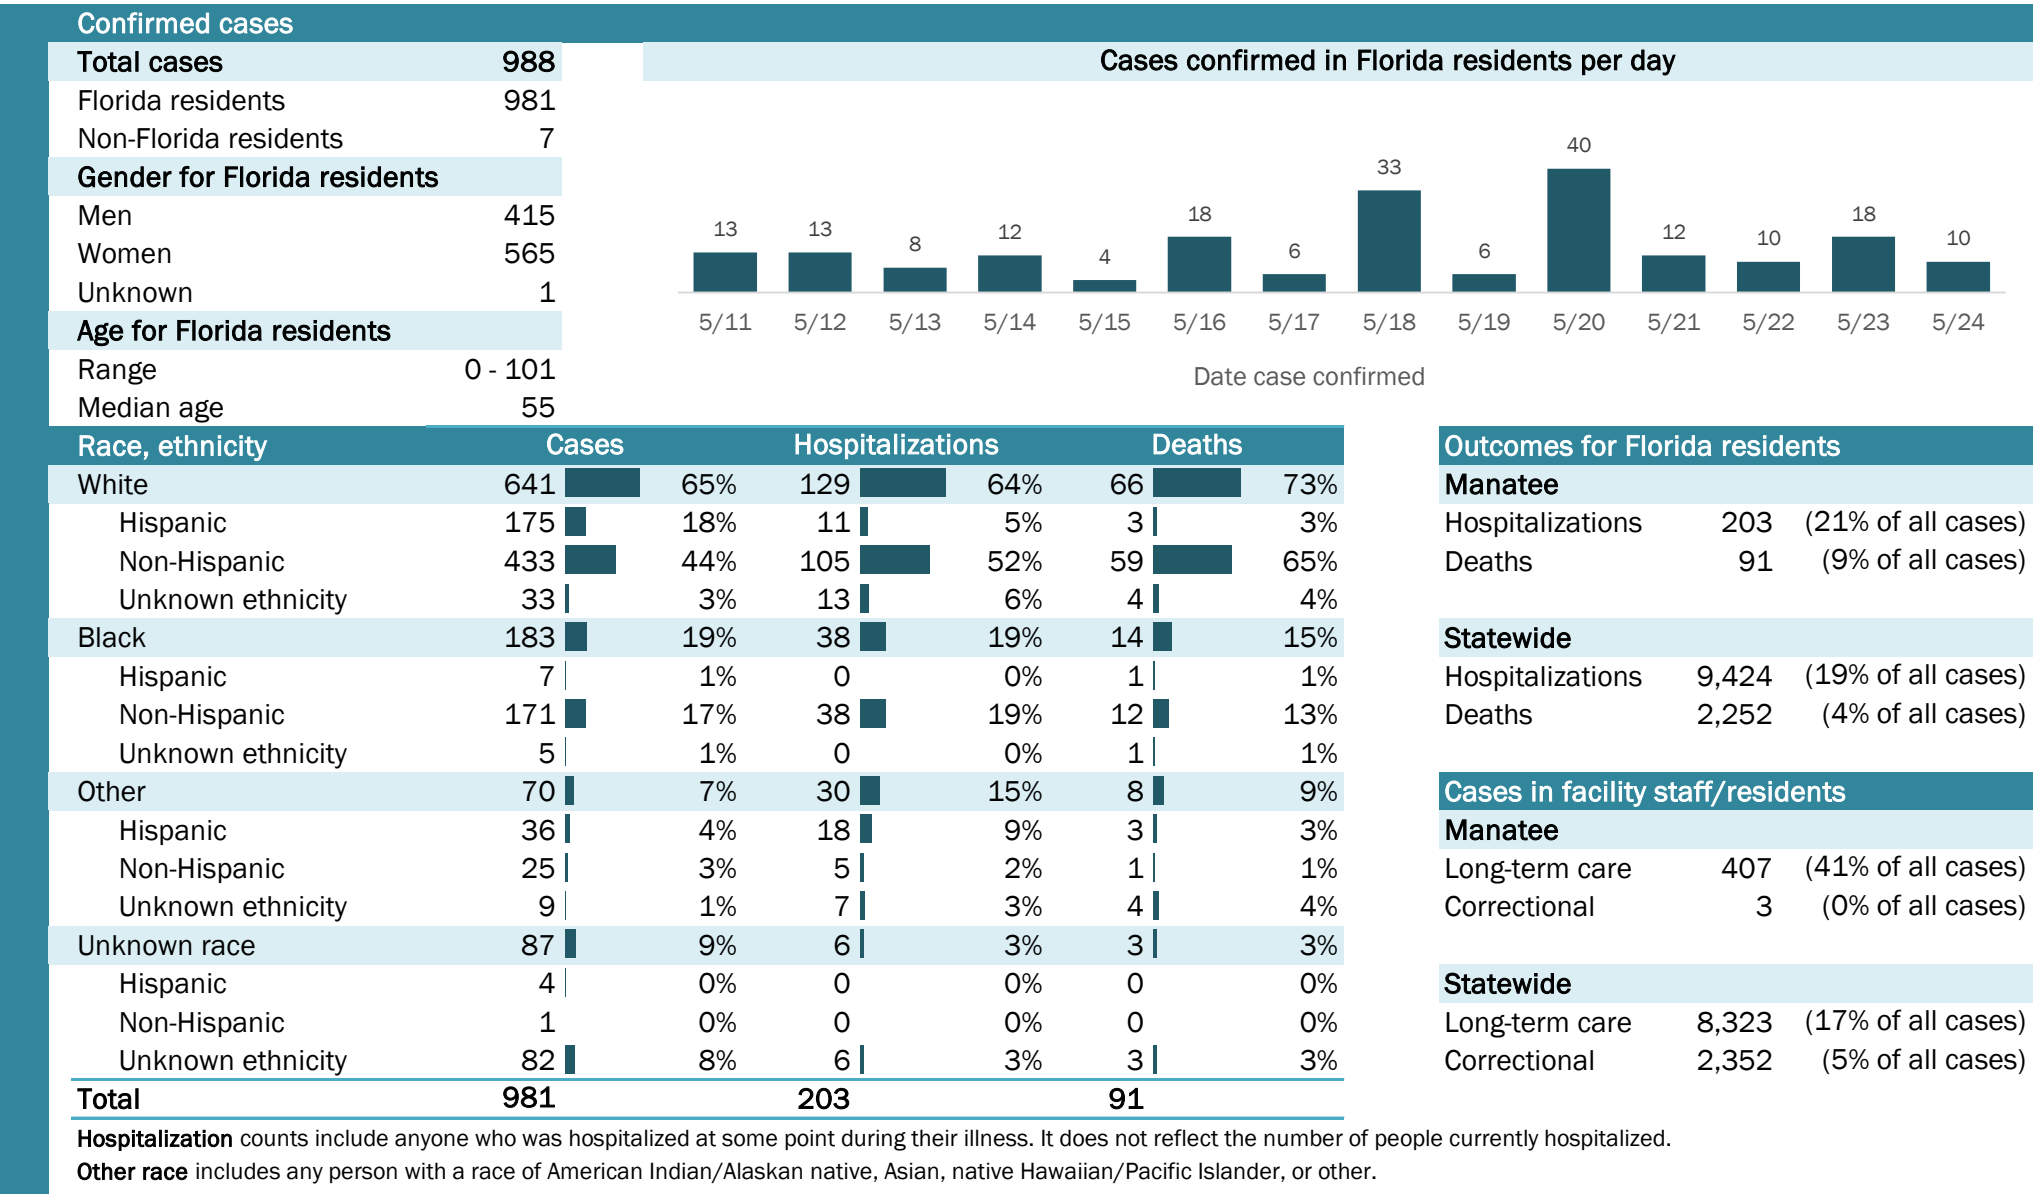 Confirmed cases
Total cases 988
Florida residents 981
Non-Florida residents 7
Gender for Florida residents
Men 415
Women 565
Unknown 1
Age for Florida residents
Range 0 - 101
Median age 55
Cases confirmed in Florida residents per day
13 13 8 12 4 18 6 33 6 40 12 10 18 10
5/11 5/12 5/13 5/14 5/15 5/16 5/17 5/18 5/19 5/20 5/21 5/22 5/23 5/24
Date case confirmed
Race, ethnicity Cases Hospitalizations Deaths
White 641 65% 129 64% 66 73%
Hispanic 175 18% 11 5% 3 3%
Non-Hispanic 433 44% 105 52% 59 65%
Unknown ethnicity 33 3% 13 6% 4 4%
Black 183 19% 38 19% 14 15%
Hispanic 7 1% 0 0% 1 1%
Non-Hispanic 171 17% 38 19% 12 13%
Unknown ethnicity 5 1% 0 0% 1 1%
Other 70 7% 30 15% 8 9%
Hispanic 36 4% 18 9% 3 3%
Non-Hispanic 25 3% 5 2% 1 1%
Unknown ethnicity 9 1% 7 3% 4 4%
Unknown race 87 9% 6 3% 3 3%
Hispanic 4 0% 0 0% 0 0%
Non-Hispanic 1 0% 0 0% 0 0%
Unknown ethnicity 82 8% 6 3% 3 3%
Total 981 203 91
Outcomes for Florida residents
Manatee
Hospitalizations 203 (21% of all cases)
Deaths 91 (9% of all cases)
Statewide
Hospitalizations 9,424 (19% of all cases)
Deaths 2,252 (4% of all cases)
Cases in facility staff/residents
Manatee
Long-term care 407 (41% of all cases)
Correctional 3 (0% of all cases)
Statewide
Long-term care 8,323 (17% of all cases)
Correctional 2,352 (5% of all cases)
Hospitalization counts include anyone who was hospitalized at some point during their illness. It does not reflect the number of people currently hospitalized.
Other race includes any person with a race of American Indian/Alaskan native, Asian, native Hawaiian/Pacific Islander, or other.